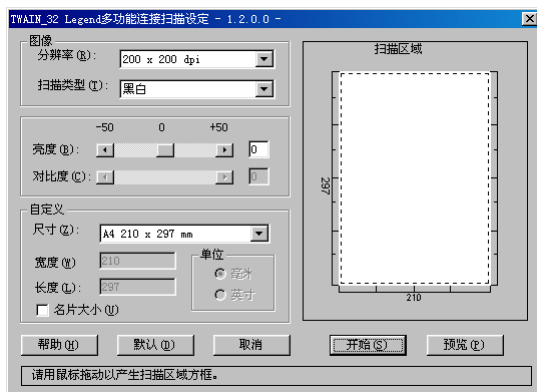 TWAIN_32 Legend多功能连接扫描设定 - 1.2.0.0 -
图像
分辨率(R): 200 x 200 dpi
扫描类型(T): 黑白
-50 0 +50
亮度(B): 0
对比度(C): 0
自定义
尺寸(Z): A4 210 x 297 mm
宽度(W) 210
长度(L): 297
名片大小(U)
单位
毫米
英寸
扫描区域
297
210
帮助(H) 默认(D) 取消 开始(S) 预览(P)
请用鼠标拖动以产生扫描区域方框。